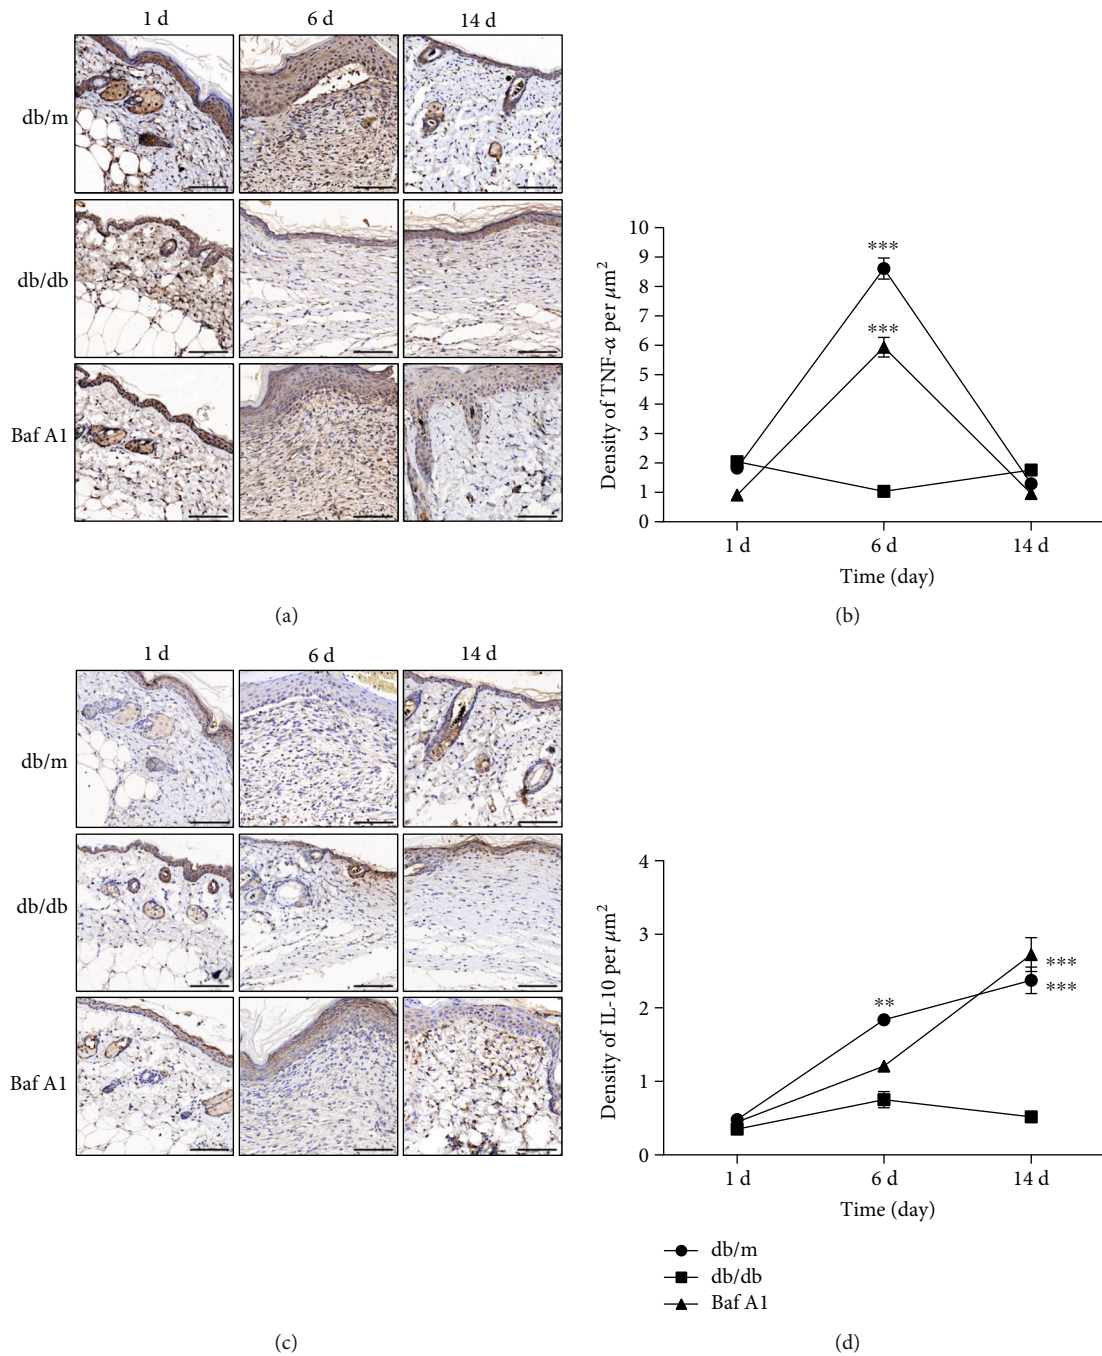 1 d 6 d 14 d
db/m
db/db
Baf A1
(a)
10
9
8
7
6
5
4
3
2
1
0
Density of TNF-α per μm²
***
***
1 d 6 d 14 d
Time (day)
(b)
1 d 6 d 14 d
db/m
db/db
Baf A1
(c)
4
3
2
1
0
Density of IL-10 per μm²
**
***
***
1 d 6 d 14 d
Time (day)
db/m
db/db
Baf A1
(d)